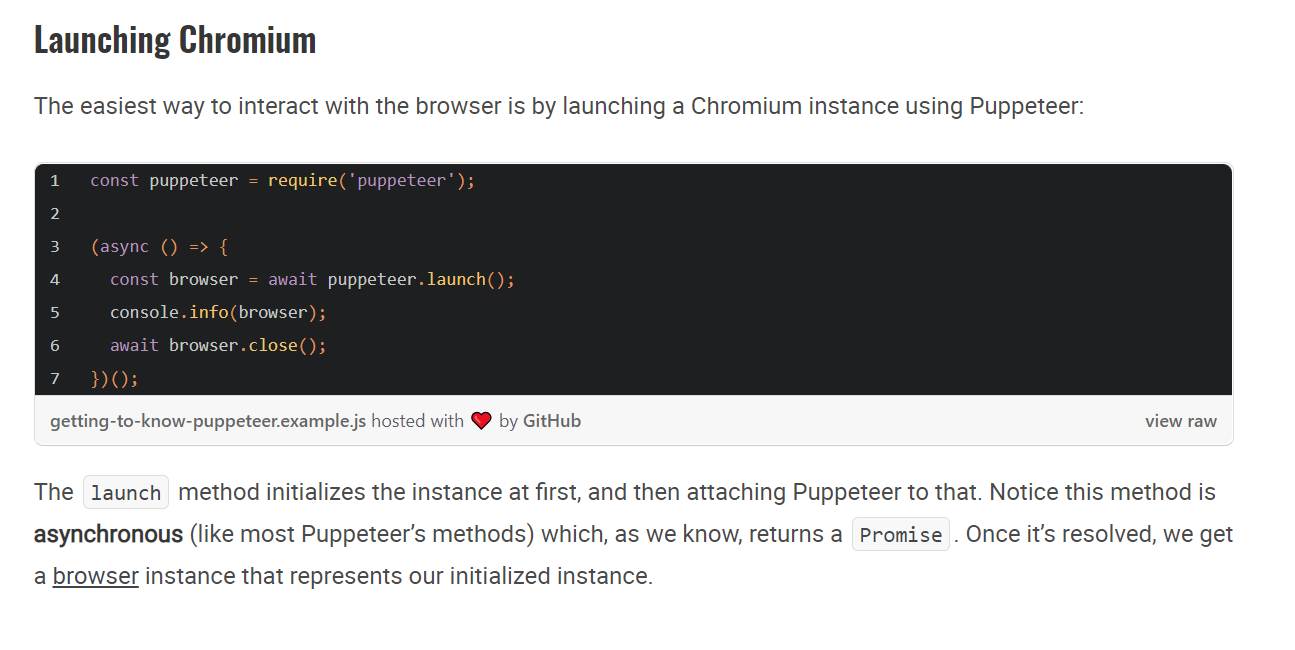 Launching Chromium
The easiest way to interact with the browser is by launching a Chromium instance using Puppeteer:
1 const puppeteer = require('puppeteer');
2
3 (async () => {
4   const browser = await puppeteer.launch();
5   console.info(browser);
6   await browser.close();
7 })();
getting-to-know-puppeteer.example.js hosted with ❤ by GitHub view raw
The launch method initializes the instance at first, and then attaching Puppeteer to that. Notice this method is
asynchronous (like most Puppeteer’s methods) which, as we know, returns a Promise . Once it’s resolved, we get
a browser instance that represents our initialized instance.